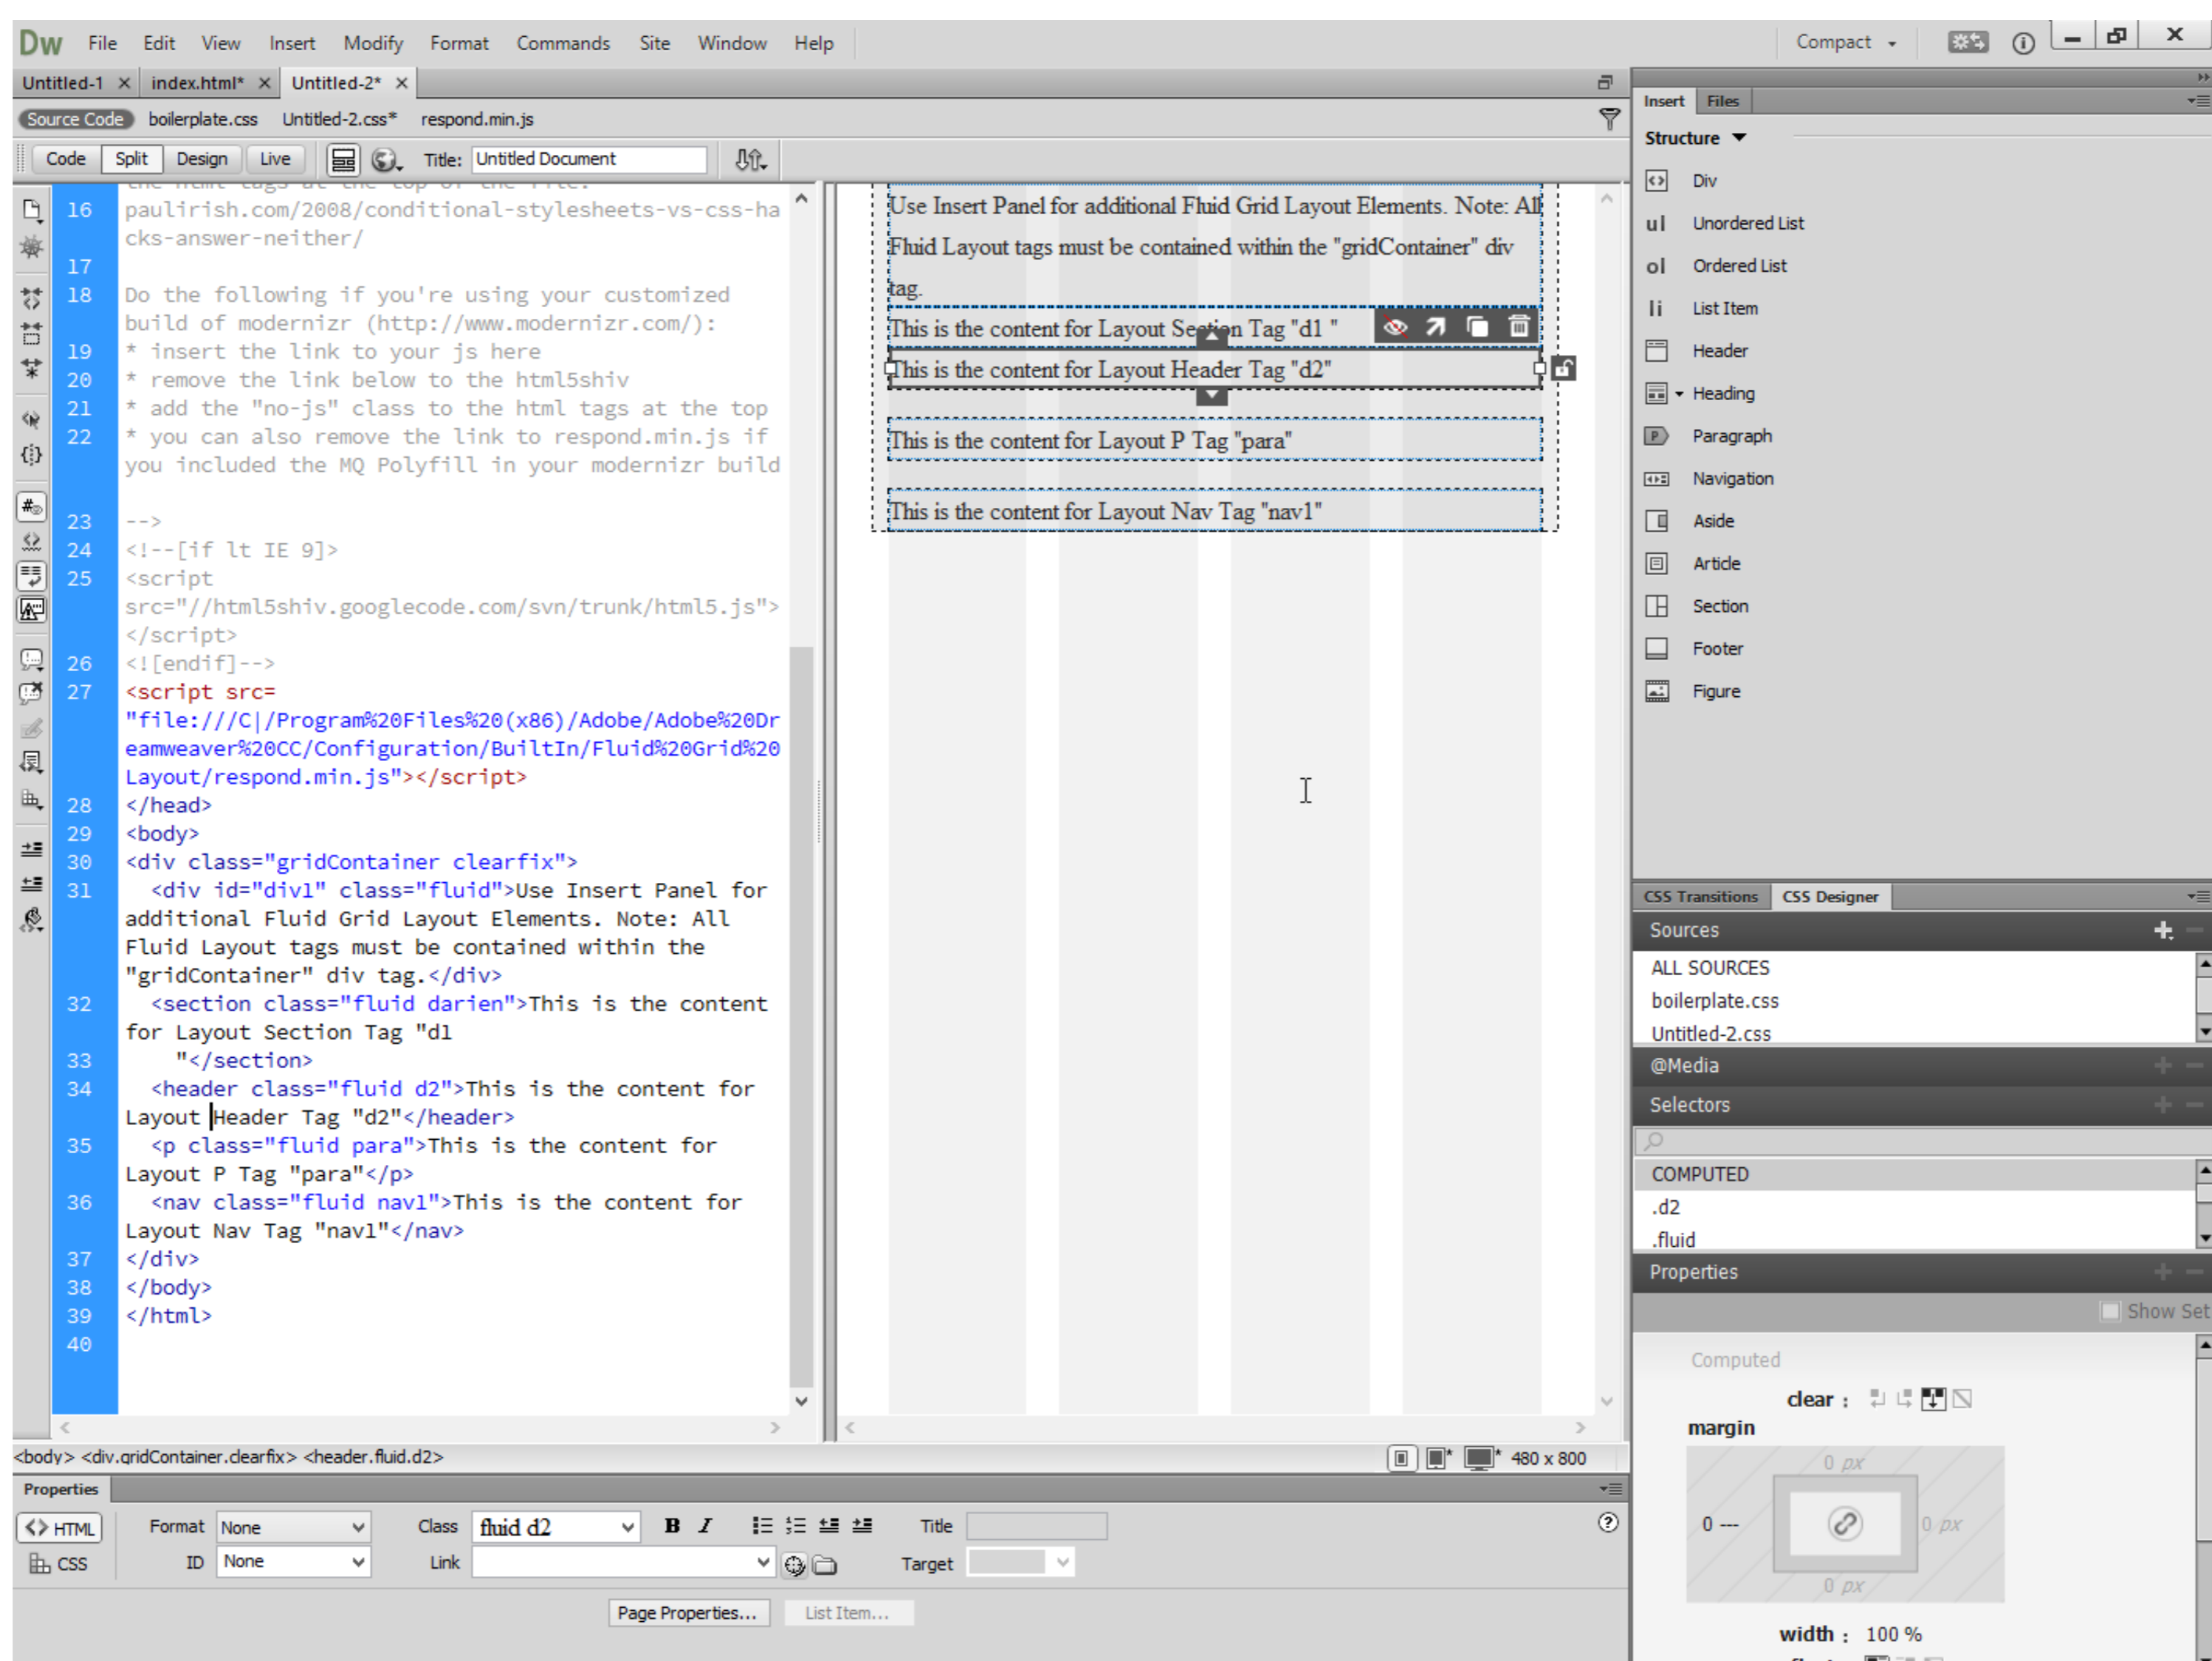 Dw File Edit View Insert Modify Format Commands Site Window Help Compact
Untitled-1 index.html* Untitled-2*
Source Code boilerplate.css Untitled-2.css* respond.min.js
Code Split Design Live Title: Untitled Document
the html tags at the top of the file:
16 paulirish.com/2008/conditional-stylesheets-vs-css-ha
cks-answer-neither/
17
18 Do the following if you're using your customized
build of modernizr (http://www.modernizr.com/):
19 * insert the link to your js here
20 * remove the link below to the html5shiv
21 * add the "no-js" class to the html tags at the top
22 * you can also remove the link to respond.min.js if
you included the MQ Polyfill in your modernizr build
23 -->
24 <!--[if lt IE 9]>
25 <script
src="//html5shiv.googlecode.com/svn/trunk/html5.js">
</script>
26 <![endif]-->
27 <script src=
"file:///C|/Program%20Files%20(x86)/Adobe/Adobe%20Dr
eamweaver%20CC/Configuration/BuiltIn/Fluid%20Grid%20
Layout/respond.min.js"></script>
28 </head>
29 <body>
30 <div class="gridContainer clearfix">
31 <div id="div1" class="fluid">Use Insert Panel for
additional Fluid Grid Layout Elements. Note: All
Fluid Layout tags must be contained within the
"gridContainer" div tag.</div>
32 <section class="fluid darien">This is the content
for Layout Section Tag "d1
33 "</section>
34 <header class="fluid d2">This is the content for
Layout Header Tag "d2"</header>
35 <p class="fluid para">This is the content for
Layout P Tag "para"</p>
36 <nav class="fluid nav1">This is the content for
Layout Nav Tag "nav1"</nav>
37 </div>
38 </body>
39 </html>
40
Use Insert Panel for additional Fluid Grid Layout Elements. Note: All
Fluid Layout tags must be contained within the "gridContainer" div
tag.
This is the content for Layout Section Tag "d1 "
This is the content for Layout Header Tag "d2"
This is the content for Layout P Tag "para"
This is the content for Layout Nav Tag "nav1"
<body> <div.gridContainer.clearfix> <header.fluid.d2>
480 x 800
Properties
<> HTML Format None Class fluid d2 B I Title
CSS ID None Link Target
Page Properties... List Item...
Insert Files
Structure
Div
ul Unordered List
ol Ordered List
li List Item
Header
Heading
P Paragraph
Navigation
Aside
Article
Section
Footer
Figure
CSS Transitions CSS Designer
Sources
ALL SOURCES
boilerplate.css
Untitled-2.css
@Media
Selectors
COMPUTED
.d2
.fluid
Properties
Show Set
Computed
clear :
margin
0 px
0 --- 0 px
0 px
width : 100 %